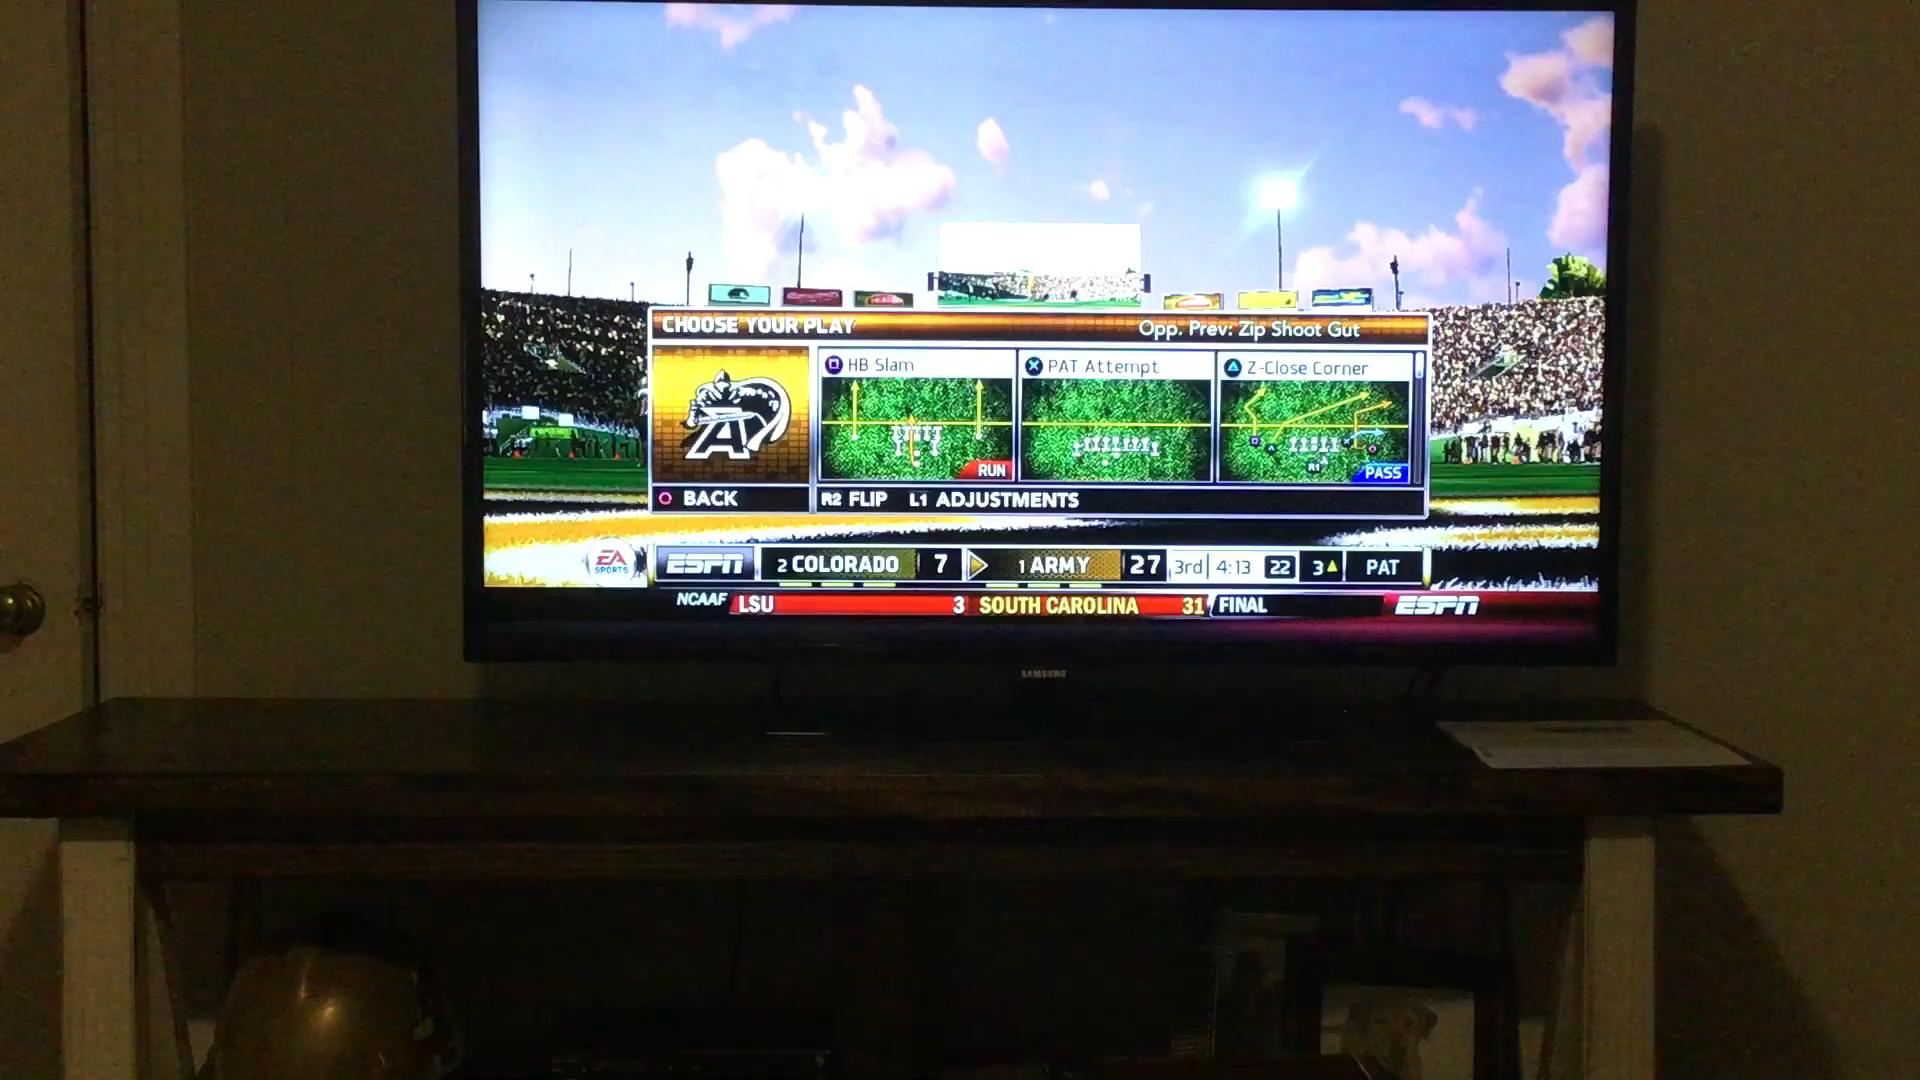 CHOOSE YOUR PLAY Opp. Prev: Zip Shoot Gut
HB Slam PAT Attempt Z-Close Corner
A
R1
RUN PASS
BACK R2 FLIP L1 ADJUSTMENTS
EA SPORTS ESPN 2 COLORADO 7 1 ARMY 27 3rd 4:13 22 3 PAT
NCAAF LSU 3 SOUTH CAROLINA 31 FINAL ESPN
SAMSUNG